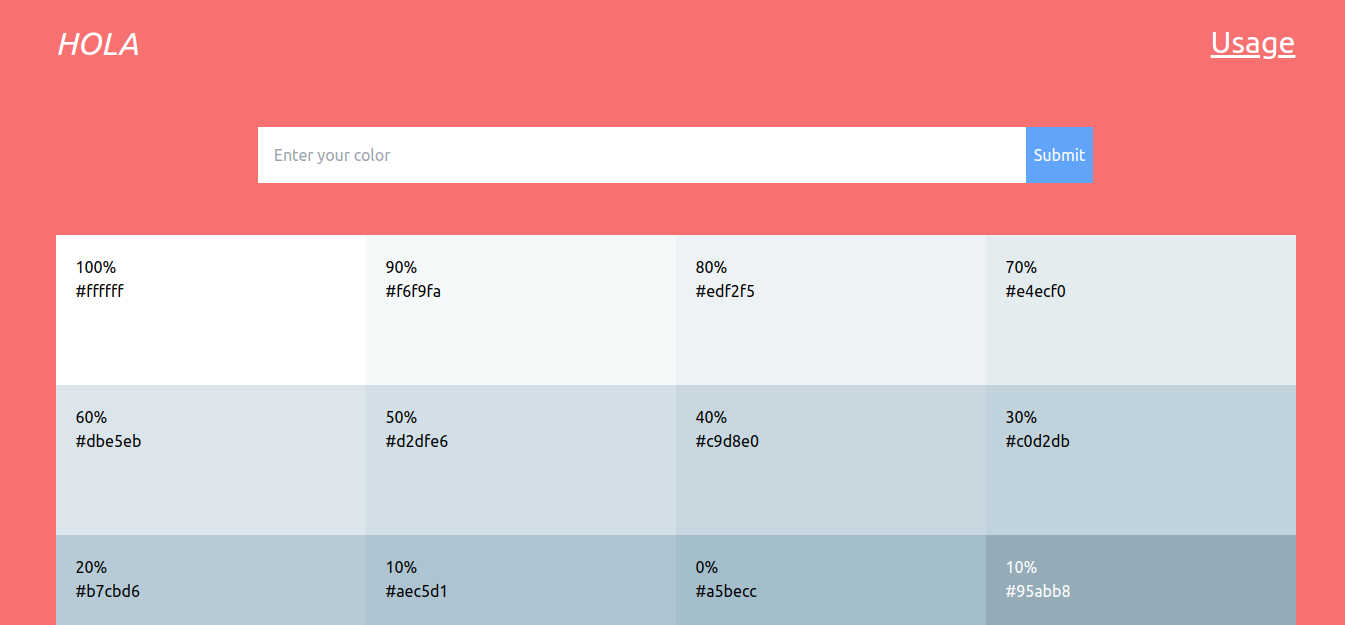 HOLA
Usage
Enter your color
Submit
100%
#ffffff
90%
#f6f9fa
80%
#edf2f5
70%
#e4ecf0
60%
#dbe5eb
50%
#d2dfe6
40%
#c9d8e0
30%
#c0d2db
20%
#b7cbd6
10%
#aec5d1
0%
#a5becc
10%
#95abb8